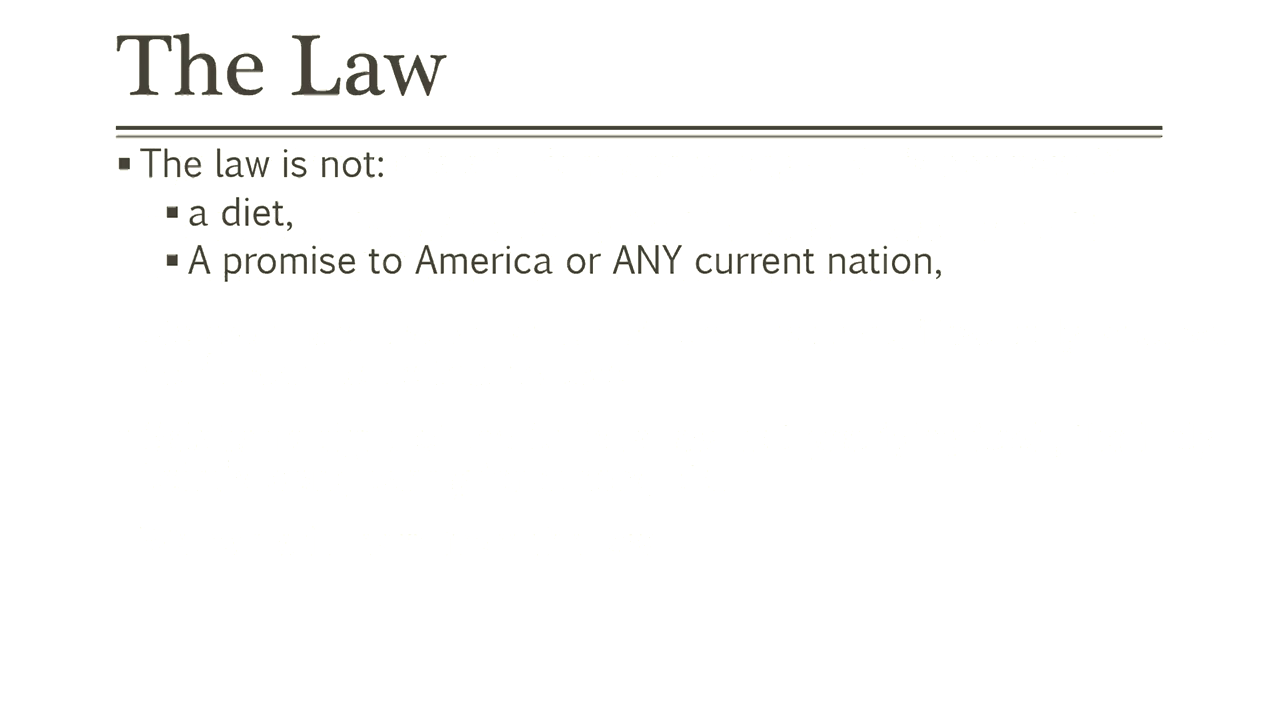 The Law
▪ The law is not:
▪ a diet,
▪ A promise to America or ANY current nation,